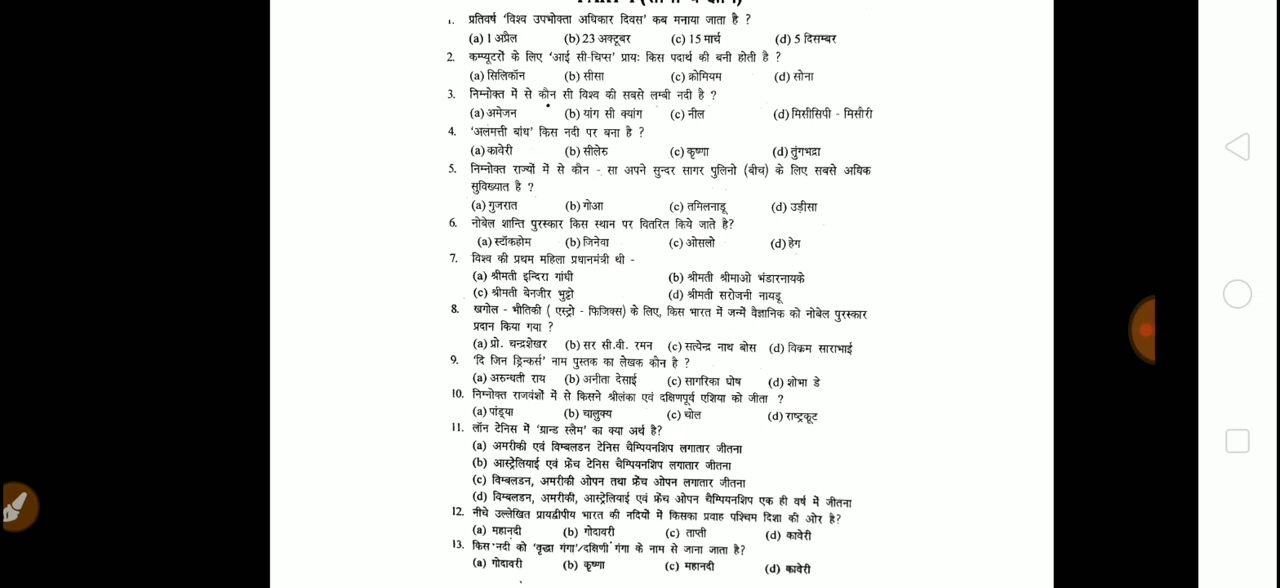 1. प्रतिवर्ष ‘विश्व उपभोक्ता अधिकार दिवस’ कब मनाया जाता है ?
(a) 1 अप्रैल (b) 23 अक्टूबर (c) 15 मार्च (d) 5 दिसम्बर
2. कम्प्यूटरों के लिए ‘आई सी-चिप्स’ प्रायः किस पदार्थ की बनी होती है ?
(a) सिलिकॉन (b) सीसा (c) क्रोमियम (d) सोना
3. निम्नोक्त में से कौन सी विश्व की सबसे लम्बी नदी है ?
(a) अमेजन (b) यांग सी क्यांग (c) नील (d) मिसीसिपी - मिसौरी
4. ‘अलमत्ती बांध’ किस नदी पर बना है ?
(a) कावेरी (b) सीलेरु (c) कृष्णा (d) तुंगभद्रा
5. निम्नोक्त राज्यों में से कौन - सा अपने सुन्दर सागर पुलिनो (बीच) के लिए सबसे अधिक
सुविख्यात है ?
(a) गुजरात (b) गोआ (c) तमिलनाडू (d) उड़ीसा
6. नोबेल शान्ति पुरस्कार किस स्थान पर वितरित किये जाते है?
(a) स्टॉकहोम (b) जिनेवा (c) ओसलो (d) हेग
7. विश्व की प्रथम महिला प्रधानमंत्री थी -
(a) श्रीमती इन्दिरा गांधी (b) श्रीमती श्रीमाओ भंडारनायके
(c) श्रीमती बेनजीर भुट्टो (d) श्रीमती सरोजनी नायडू
8. खगोल - भौतिकी ( एस्ट्रो - फिजिक्स) के लिए, किस भारत में जन्में वैज्ञानिक को नोबेल पुरस्कार
प्रदान किया गया ?
(a) प्रो. चन्द्रशेखर (b) सर सी.वी. रमन (c) सत्येन्द्र नाथ बोस (d) विक्रम साराभाई
9. ‘दि जिन ड्रिन्कर्स’ नाम पुस्तक का लेखक कौन है ?
(a) अरुन्धती राय (b) अनीता देसाई (c) सागरिका घोष (d) शोभा डे
10. निम्नोक्त राजवंशों में से किसने श्रीलंका एवं दक्षिणपूर्व एशिया को जीता ?
(a) पांड्या (b) चालुक्य (c) चोल (d) राष्ट्रकूट
11. लॉन टेनिस में ‘ग्रान्ड स्लैम’ का क्या अर्थ है?
(a) अमरीकी एवं विम्बलडन टेनिस चैम्पियनशिप लगातार जीतना
(b) आस्ट्रेलियाई एवं फ्रेंच टेनिस चैम्पियनशिप लगातार जीतना
(c) विम्बलडन, अमरीकी ओपन तथा फ्रेंच ओपन लगातार जीतना
(d) विम्बलडन, अमरीकी, आस्ट्रेलियाई एवं फ्रेंच ओपन चैम्पियनशिप एक ही वर्ष में जीतना
12. नीचे उल्लेखित प्रायद्वीपीय भारत की नदियों में किसका प्रवाह पश्चिम दिशा की ओर है?
(a) महानदी (b) गोदावरी (c) ताप्ती (d) कावेरी
13. किस नदी को ‘वृद्धा गंगा’/दक्षिणी गंगा के नाम से जाना जाता है?
(a) गोदावरी (b) कृष्णा (c) महानदी (d) कावेरी